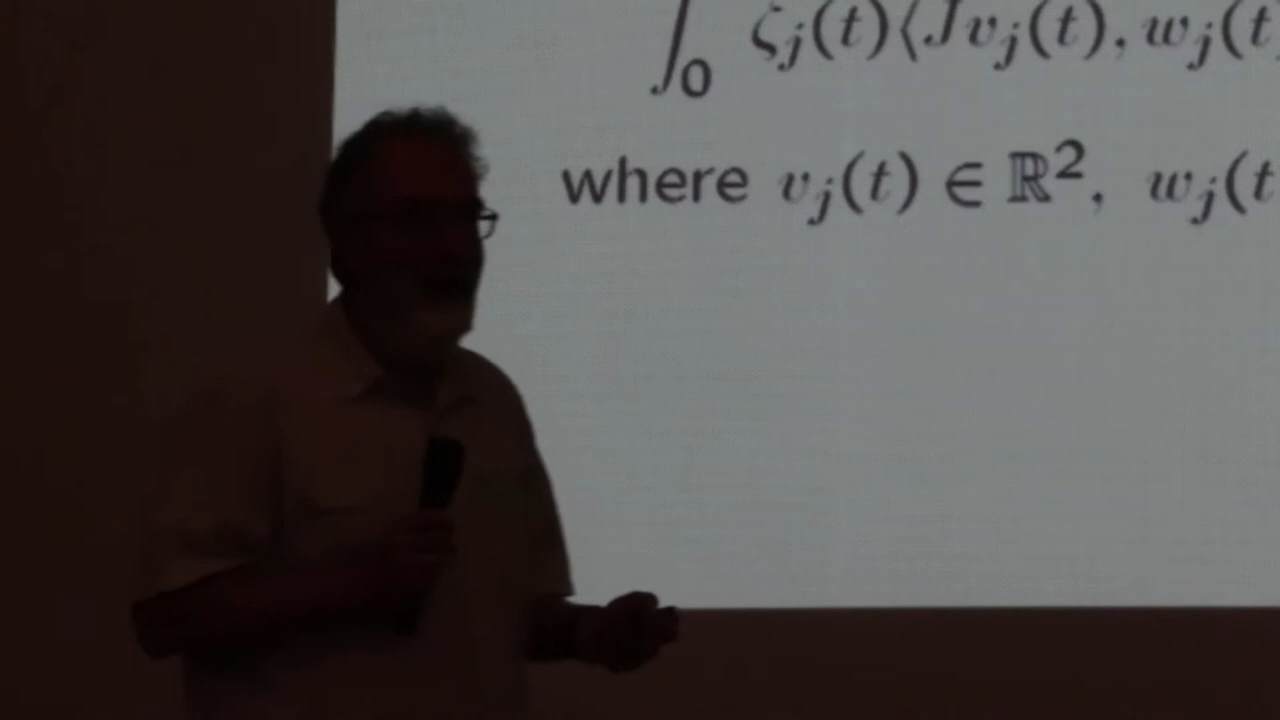 ∫₀ ζⱼ(t)⟨Jvⱼ(t), wⱼ(t
where vⱼ(t) ∈ ℝ², wⱼ(t